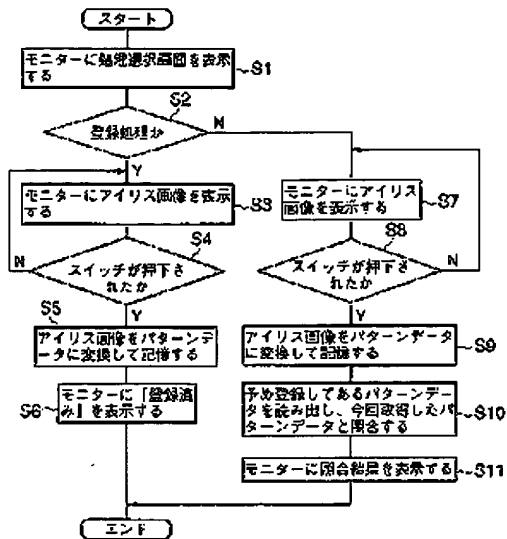 スタート
モニターに処理選択画面を表示
する
S1
S2
登録処理か
N
Y
モニターにアイリス画像を表示
する
S3
S4
N
スイッチが押下さ
れたか
Y
S5
アイリス画像をパターンデー
タに変換して記憶する
モニターに「登録済
み」を表示する
S6
モニターにアイリス
画像を表示する
S7
S8
スイッチが押下さ
れたか
N
Y
アイリス画像をパターンデータ
に変換して記憶する
S9
予め登録してあるパターンデー
タを読み出し、今回取得したパ
ターンデータと照合する
S10
モニターに照合結果を表示する
S11
エンド